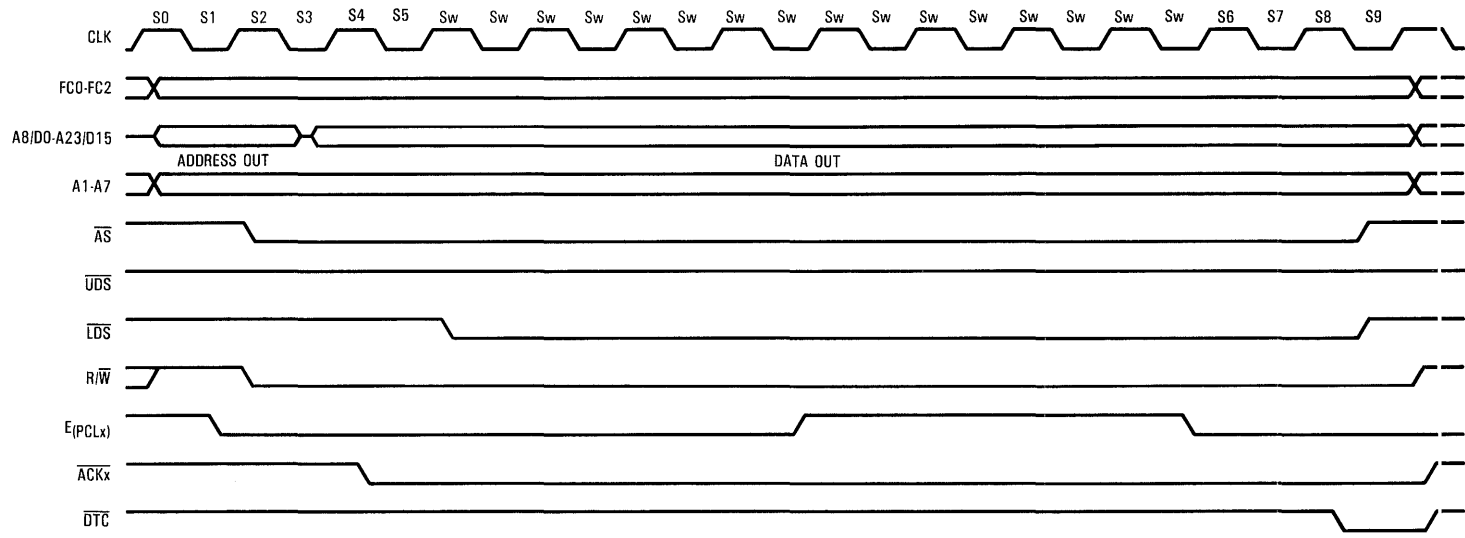 S0 S1 S2 S3 S4 S5 Sw Sw Sw Sw Sw Sw Sw Sw Sw Sw Sw Sw Sw Sw Sw Sw S6 S7 S8 S9
CLK
FC0-FC2
A8/D0-A23/D15
ADDRESS OUT DATA OUT
A1-A7
AS
UDS
LDS
R/W
E(PCLx)
ACKx
DTC